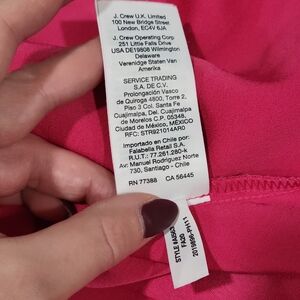 J. Crew U.K. Limited
100 New Bridge Street
London, EC4V 6JA
J. Crew Operating Corp
251 Little Falls Drive
USA DE19808 Wilmington
Delaware
Verenidge Staten Van
Amerika
SERVICE TRADING
S.A. DE C.V.
Prolongación Vasco
de Quiroga 4800, Torre 2,
Piso 3 Col. Santa Fe
Cuajimalpa, Del. Cuajimalpa
de Morelos C.P. 05348,
Ciudad de México, MÉXICO
RFC: STR921014AR0
Importado en Chile por:
Falabella Retail S.A.
R.U.T.: 77.261.280-k
Av: Manuel Rodriguez Norte
730, Santiago - Chile
RN 77388 CA 56445
FA20